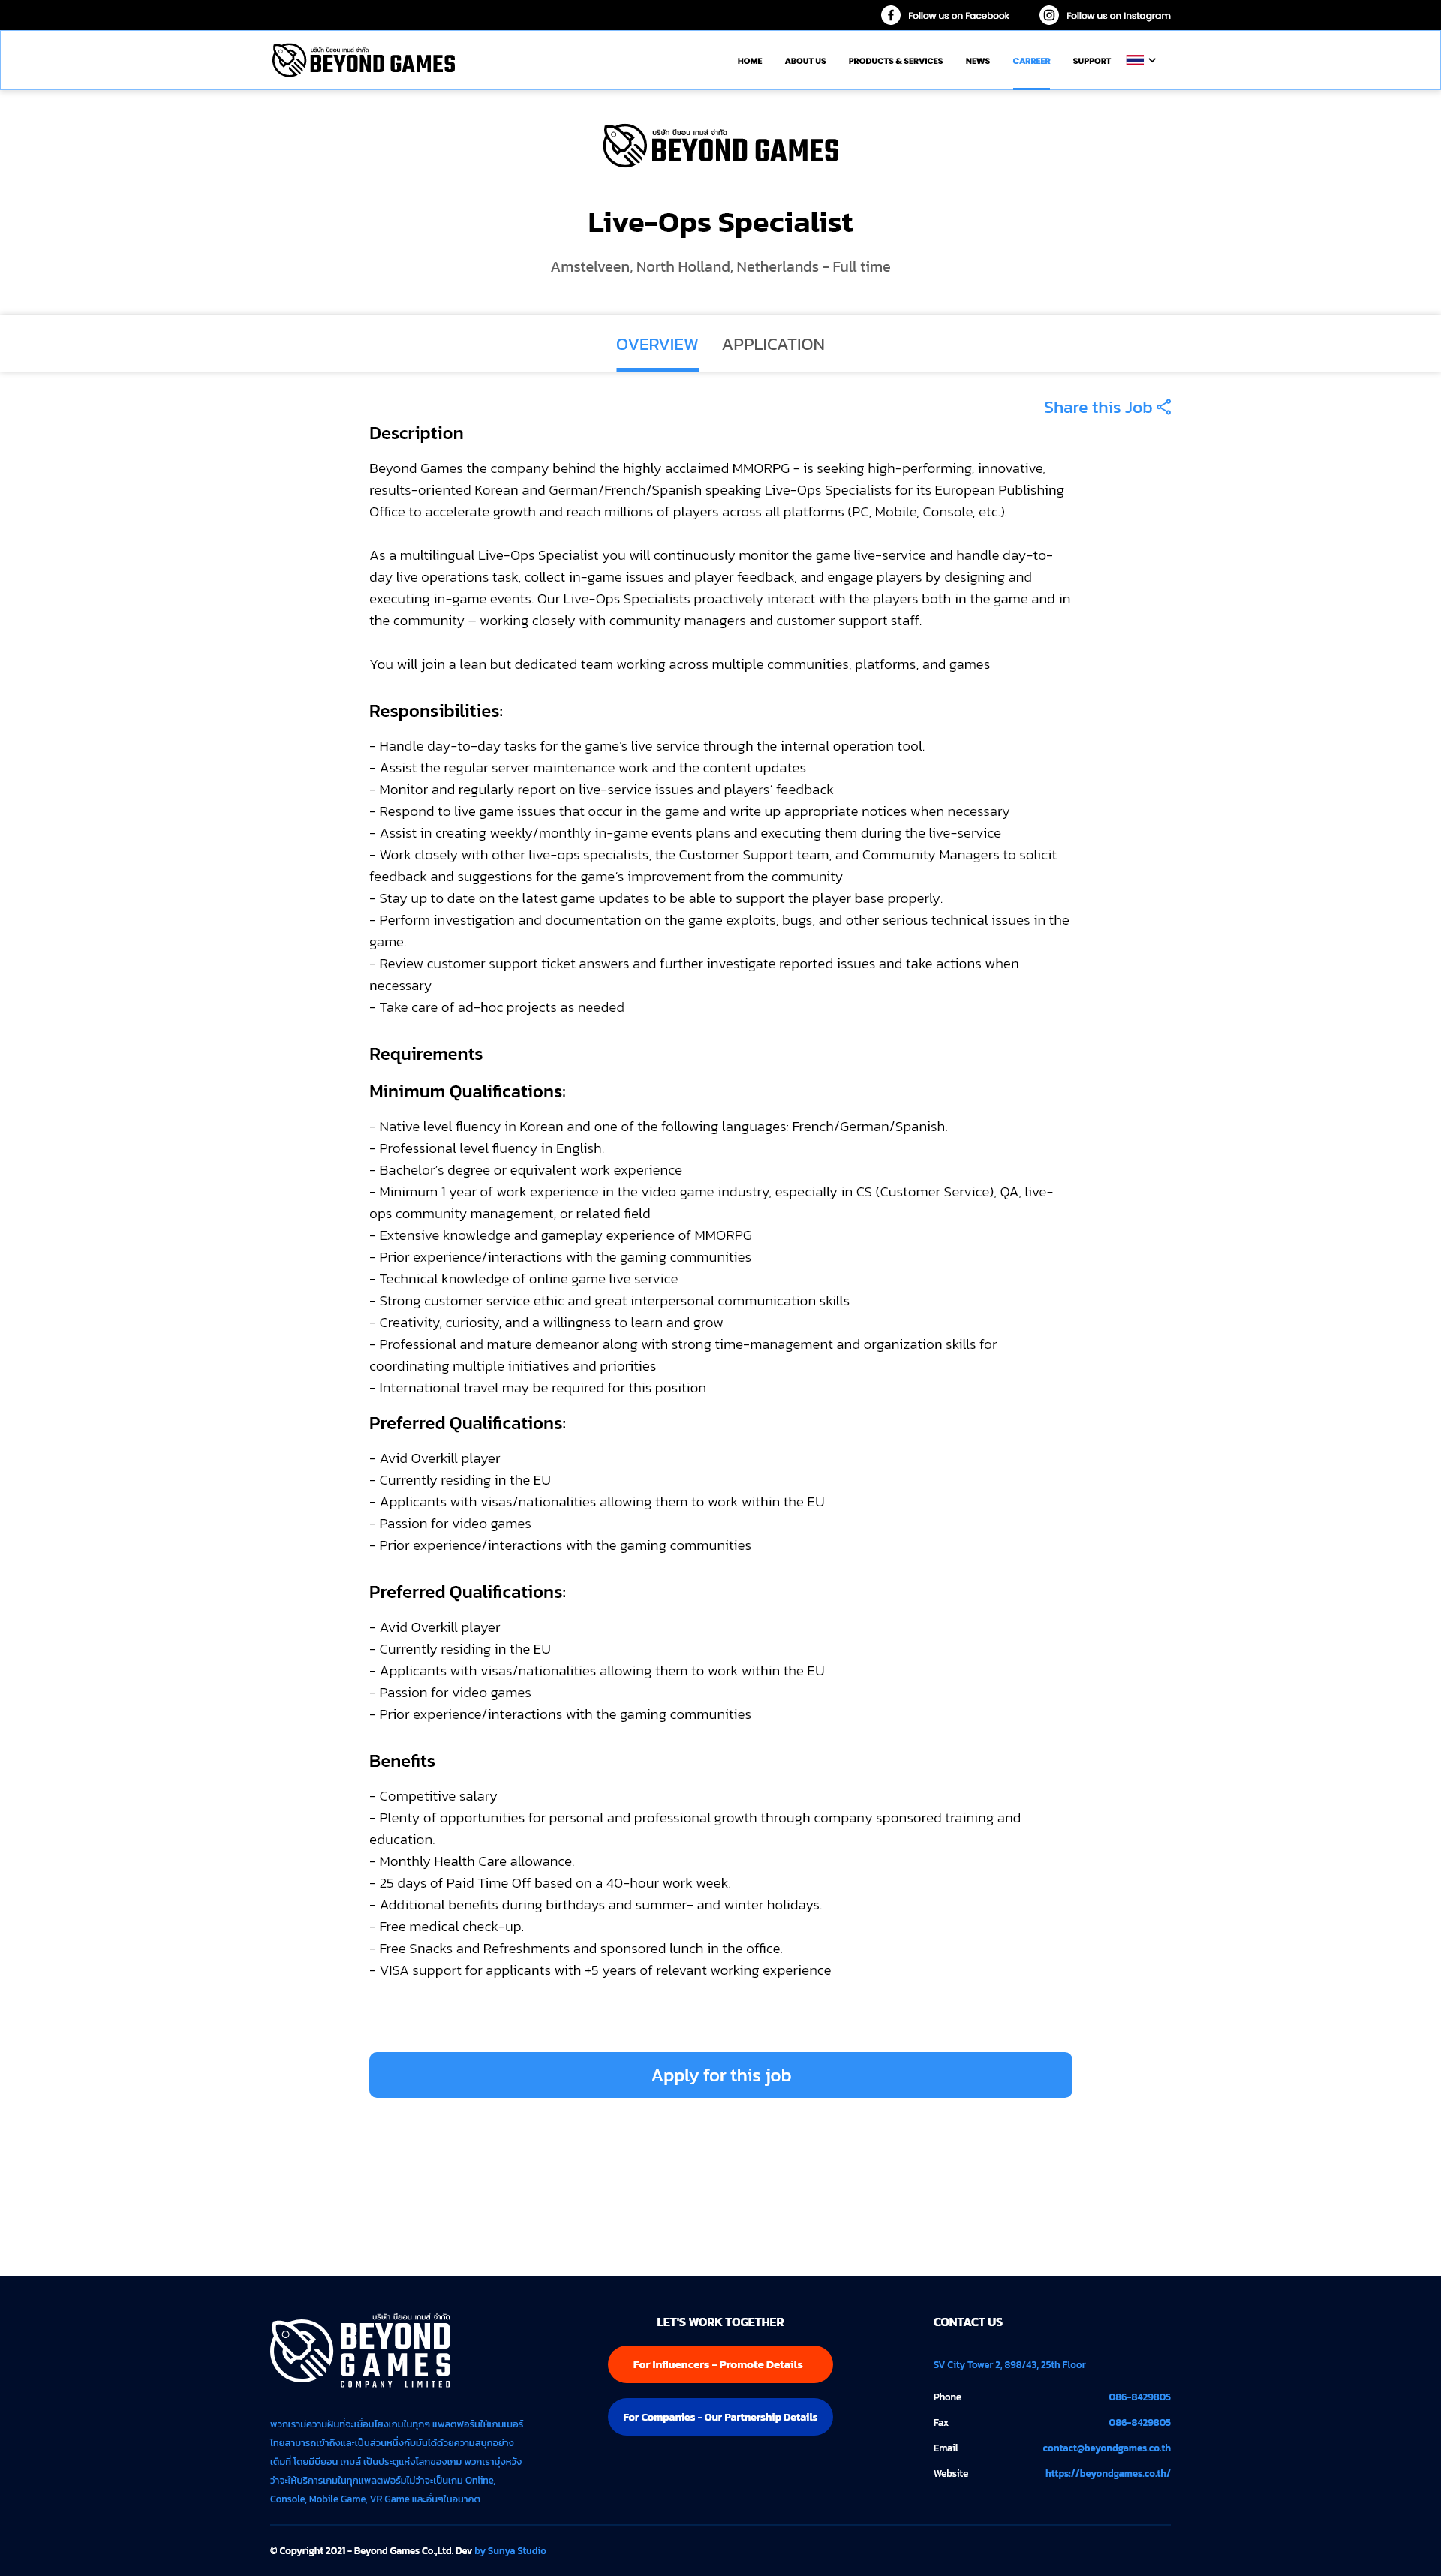 Follow us on Facebook
Follow us on Instagram
บริษัท บียอน เกมส์ จำกัด
BEYOND GAMES
HOME
ABOUT US
PRODUCTS & SERVICES
NEWS
CARREER
SUPPORT
บริษัท บียอน เกมส์ จำกัด
BEYOND GAMES
Live-Ops Specialist
Amstelveen, North Holland, Netherlands - Full time
OVERVIEW
APPLICATION
Share this Job
Description
Beyond Games the company behind the highly acclaimed MMORPG - is seeking high-performing, innovative,
results-oriented Korean and German/French/Spanish speaking Live-Ops Specialists for its European Publishing
Office to accelerate growth and reach millions of players across all platforms (PC, Mobile, Console, etc.).
As a multilingual Live-Ops Specialist you will continuously monitor the game live-service and handle day-to-
day live operations task, collect in-game issues and player feedback, and engage players by designing and
executing in-game events. Our Live-Ops Specialists proactively interact with the players both in the game and in
the community – working closely with community managers and customer support staff.
You will join a lean but dedicated team working across multiple communities, platforms, and games
Responsibilities:
- Handle day-to-day tasks for the game's live service through the internal operation tool.
- Assist the regular server maintenance work and the content updates
- Monitor and regularly report on live-service issues and players’ feedback
- Respond to live game issues that occur in the game and write up appropriate notices when necessary
- Assist in creating weekly/monthly in-game events plans and executing them during the live-service
- Work closely with other live-ops specialists, the Customer Support team, and Community Managers to solicit
feedback and suggestions for the game’s improvement from the community
- Stay up to date on the latest game updates to be able to support the player base properly.
- Perform investigation and documentation on the game exploits, bugs, and other serious technical issues in the
game.
- Review customer support ticket answers and further investigate reported issues and take actions when
necessary
- Take care of ad-hoc projects as needed
Requirements
Minimum Qualifications:
- Native level fluency in Korean and one of the following languages: French/German/Spanish.
- Professional level fluency in English.
- Bachelor’s degree or equivalent work experience
- Minimum 1 year of work experience in the video game industry, especially in CS (Customer Service), QA, live-
ops community management, or related field
- Extensive knowledge and gameplay experience of MMORPG
- Prior experience/interactions with the gaming communities
- Technical knowledge of online game live service
- Strong customer service ethic and great interpersonal communication skills
- Creativity, curiosity, and a willingness to learn and grow
- Professional and mature demeanor along with strong time-management and organization skills for
coordinating multiple initiatives and priorities
- International travel may be required for this position
Preferred Qualifications:
- Avid Overkill player
- Currently residing in the EU
- Applicants with visas/nationalities allowing them to work within the EU
- Passion for video games
- Prior experience/interactions with the gaming communities
Preferred Qualifications:
- Avid Overkill player
- Currently residing in the EU
- Applicants with visas/nationalities allowing them to work within the EU
- Passion for video games
- Prior experience/interactions with the gaming communities
Benefits
- Competitive salary
- Plenty of opportunities for personal and professional growth through company sponsored training and
education.
- Monthly Health Care allowance.
- 25 days of Paid Time Off based on a 40-hour work week.
- Additional benefits during birthdays and summer- and winter holidays.
- Free medical check-up.
- Free Snacks and Refreshments and sponsored lunch in the office.
- VISA support for applicants with +5 years of relevant working experience
Apply for this job
บริษัท บียอน เกมส์ จำกัด
BEYOND
GAMES
COMPANY LIMITED
พวกเรามีความฝันที่จะเชื่อมโยงเกมในทุกๆ แพลตฟอร์มให้เกมเมอร์
ไทยสามารถเข้าถึงและเป็นส่วนหนึ่งกับมันได้ด้วยความสนุกอย่าง
เต็มที่ โดยมีบียอน เกมส์ เป็นประตูแห่งโลกของเกม พวกเรามุ่งหวัง
ว่าจะให้บริการเกมในทุกแพลตฟอร์มไม่ว่าจะเป็นเกม Online,
Console, Mobile Game, VR Game และอื่นๆในอนาคต
LET'S WORK TOGETHER
For Influencers - Promote Details
For Companies - Our Partnership Details
CONTACT US
SV City Tower 2, 898/43, 25th Floor
Phone 086-8429805
Fax 086-8429805
Email contact@beyondgames.co.th
Website https://beyondgames.co.th/
© Copyright 2021 - Beyond Games Co.,Ltd. Dev by Sunya Studio